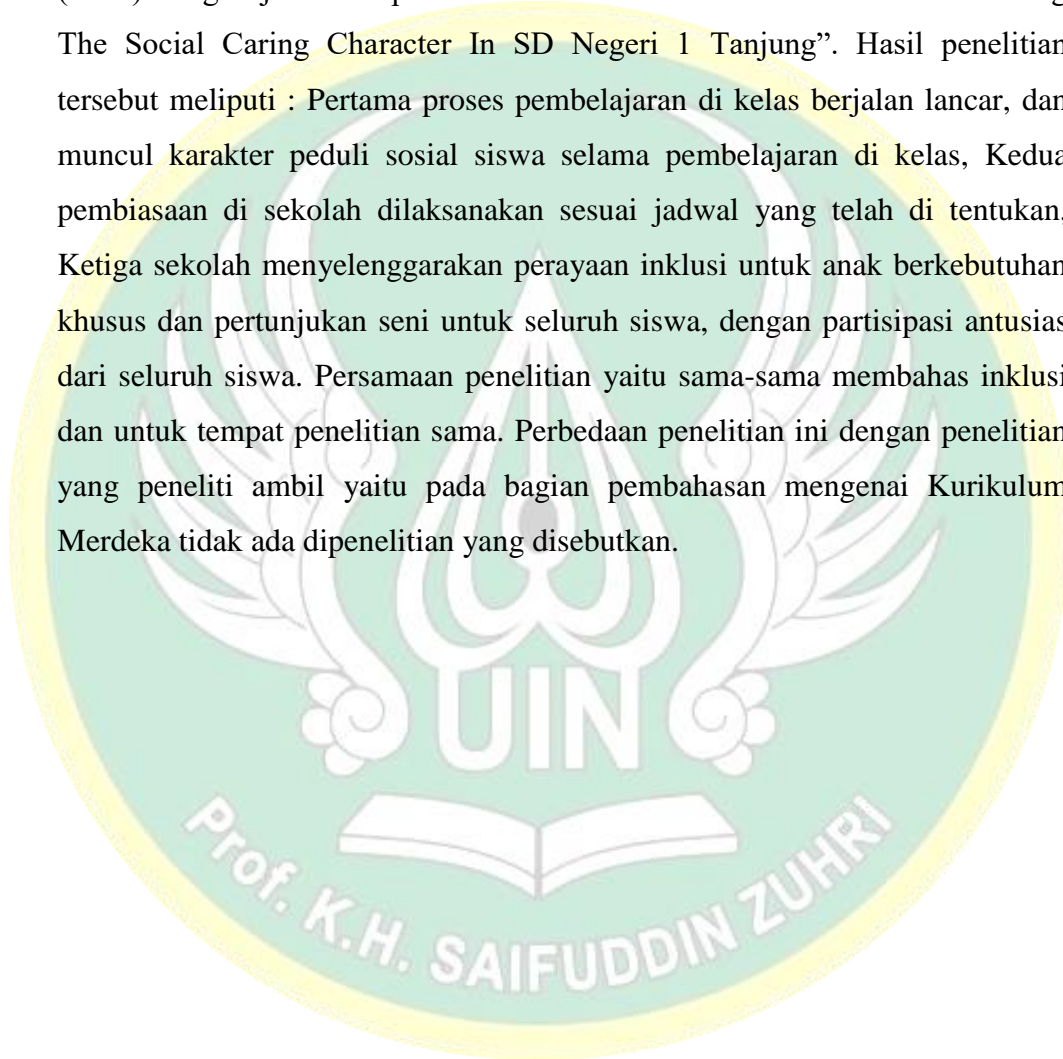 The Social Caring Character In SD Negeri 1 Tanjung”. Hasil penelitian
tersebut meliputi : Pertama proses pembelajaran di kelas berjalan lancar, dan
muncul karakter peduli sosial siswa selama pembelajaran di kelas, Kedua
pembiasaan di sekolah dilaksanakan sesuai jadwal yang telah di tentukan,
Ketiga sekolah menyelenggarakan perayaan inklusi untuk anak berkebutuhan
khusus dan pertunjukan seni untuk seluruh siswa, dengan partisipasi antusias
dari seluruh siswa. Persamaan penelitian yaitu sama-sama membahas inklusi
dan untuk tempat penelitian sama. Perbedaan penelitian ini dengan penelitian
yang peneliti ambil yaitu pada bagian pembahasan mengenai Kurikulum
Merdeka tidak ada dipenelitian yang disebutkan.
UIN
Prof. K.H. SAIFUDDIN ZUHRI